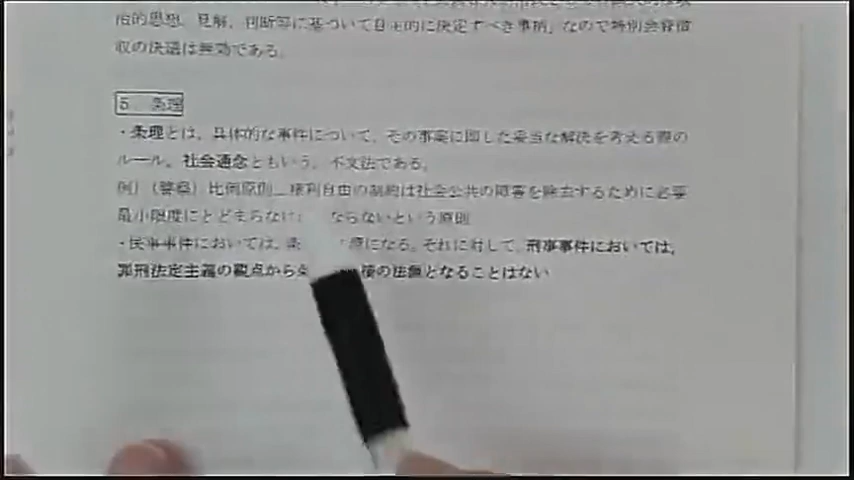 治的思想、見解、判断等に基づいて自主的に決定すべき事柄」なので特別会費徴
収の決議は無効である。
5．条理
・条理とは、具体的な事件について、その事案に即した妥当な解決を考える際の
ルール。社会通念ともいう。不文法である。
例）（警察）比例原則＿権利自由の制約は社会公共の障害を除去するために必要
最小限度にとどまらない ならないという原則
・民事事件においては、条 源になる。それに対して、刑事事件においては、
罪刑法定主義の観点から の法源となることはない